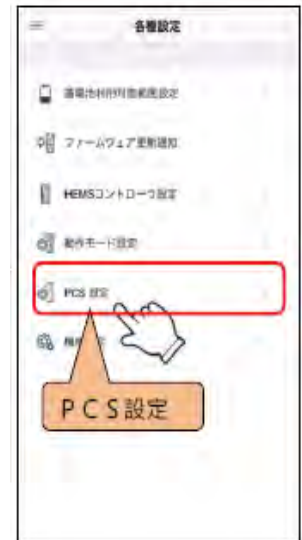 各種設定
蓄電池利用可能範囲設定
ファームウェア更新通知
HEMSコントローラ設定
動作モード設定
PCS 設定
PCS設定